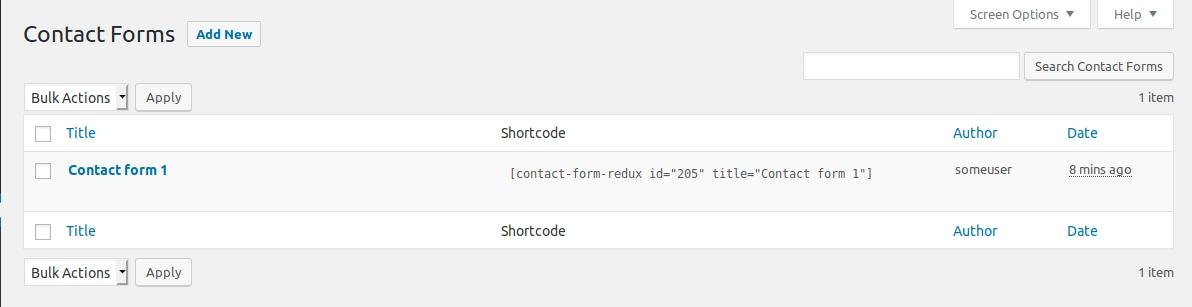 Screen Options ▼ Help ▼
Contact Forms Add New
Search Contact Forms
Bulk Actions Apply 1 item
Title Shortcode Author Date
Contact form 1 [contact-form-redux id="205" title="Contact form 1"] someuser 8 mins ago
Title Shortcode Author Date
Bulk Actions Apply 1 item